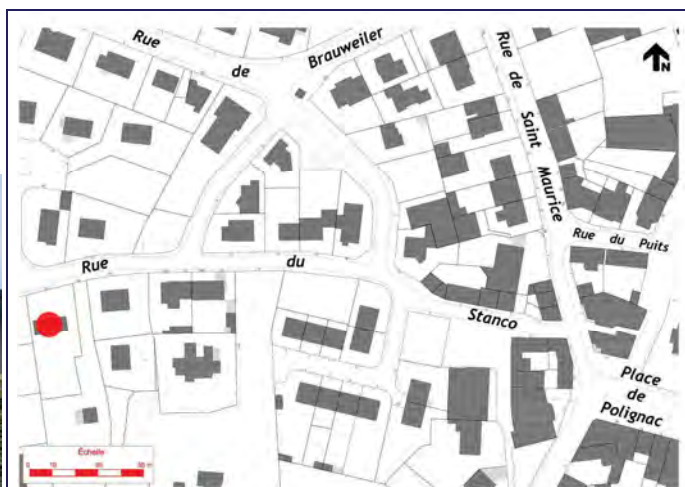 Rue de Brauweiler
Rue de Saint Maurice
N
Rue du Puits
Rue du Stanco
Place de Polignac
Échelle